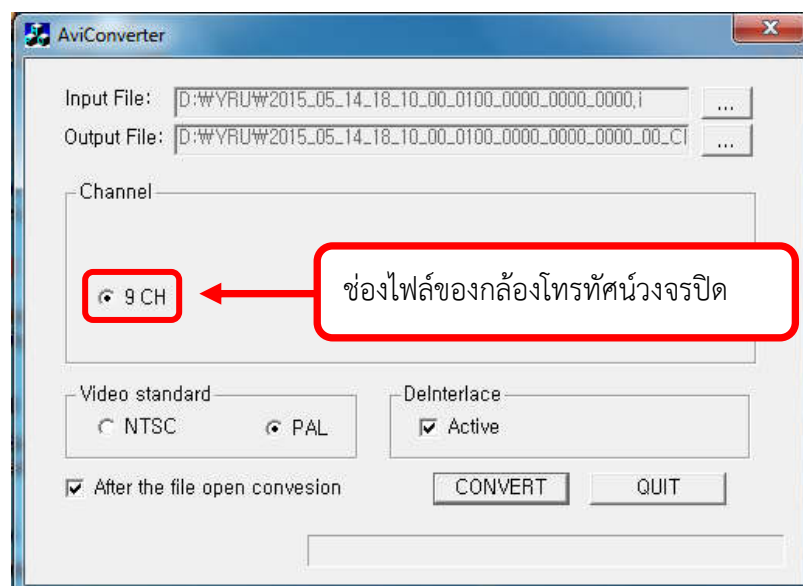 AviConverter
Input File: D:₩YRU₩2015_05_14_18_10_00_0100_0000_0000_0000.i ...
Output File: D:₩YRU₩2015_05_14_18_10_00_0100_0000_0000_0000_00_C ...
Channel
9 CH
ช่องไฟล์ของกล้องโทรทัศน์วงจรปิด
Video standard
DeInterlace
NTSC
PAL
Active
After the file open convesion
CONVERT
QUIT